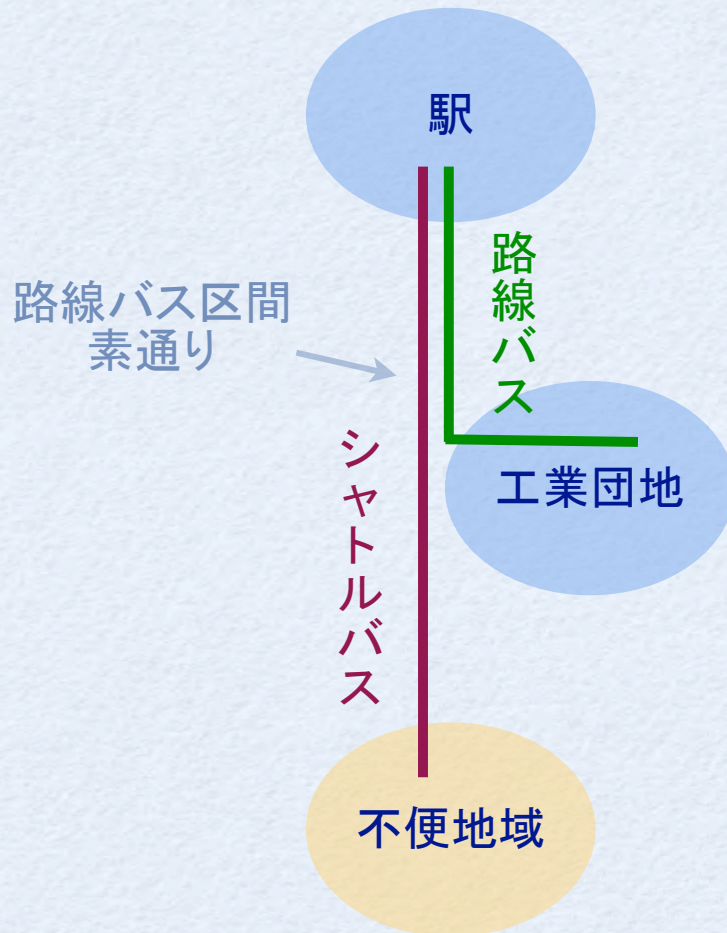 駅
路線バス
路線バス区間
素通り
シャトルバス
工業団地
不便地域